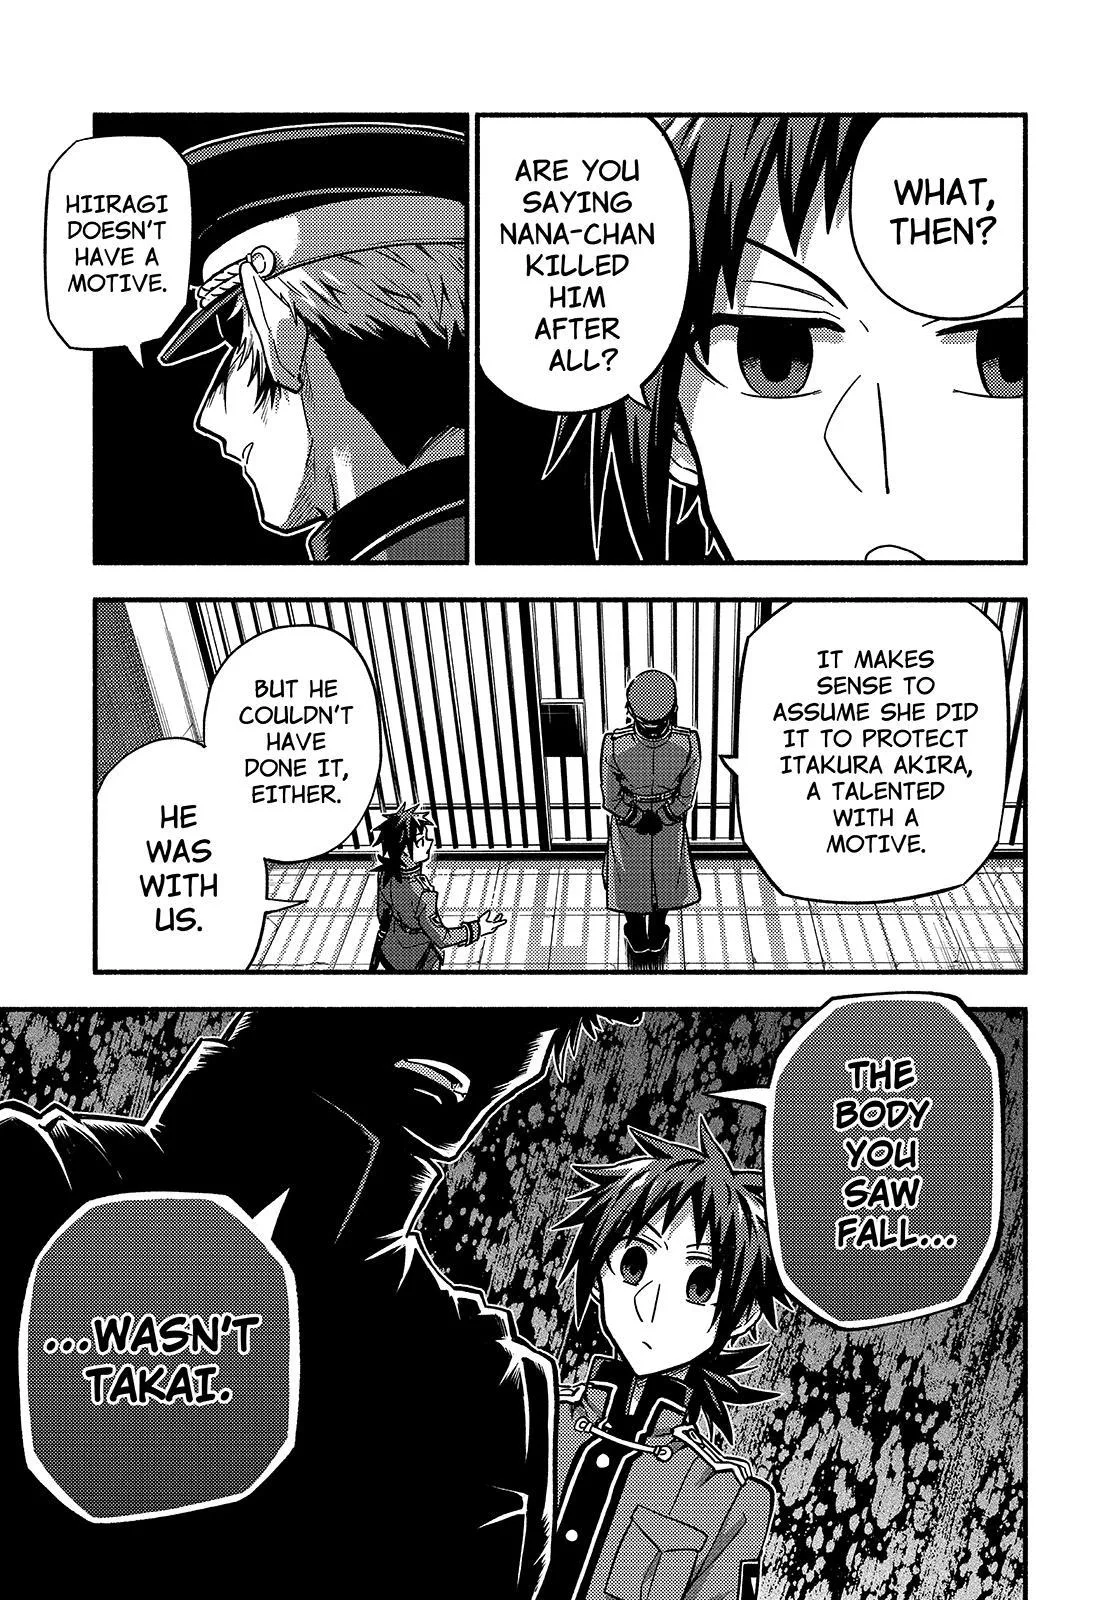 WHAT,
THEN?
ARE YOU
SAYING
NANA-CHAN
KILLED
HIM
AFTER
ALL?
HIIRAGI
DOESN'T
HAVE A
MOTIVE.
IT MAKES
SENSE TO
ASSUME SHE DID
IT TO PROTECT
ITAKURA AKIRA,
A TALENTED
WITH A
MOTIVE.
BUT HE
COULDN'T
HAVE
DONE IT,
EITHER.
HE
WAS
WITH
US.
THE
BODY
YOU
SAW
FALL...
...WASN'T
TAKAI.